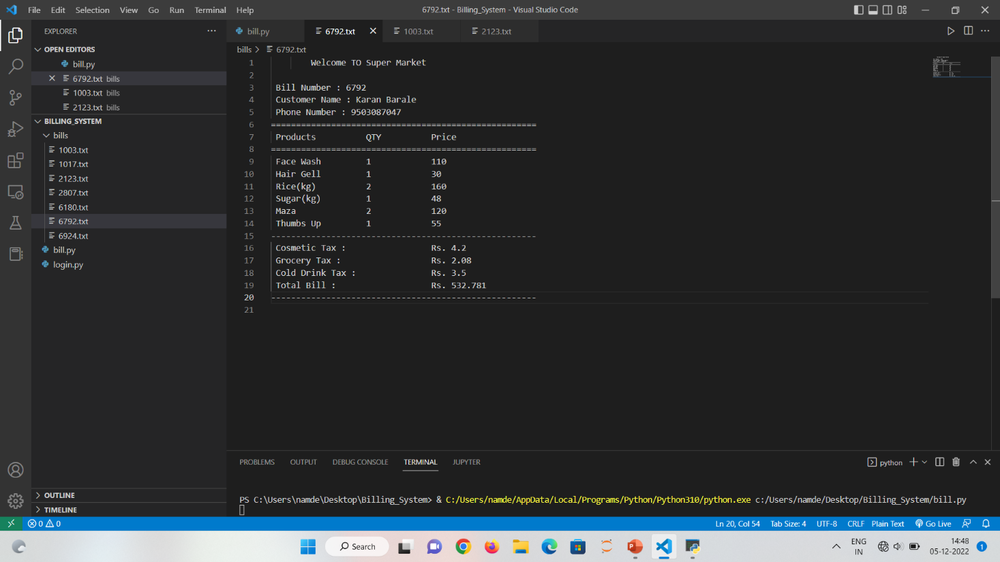 File Edit Selection View Go Run Terminal Help 6792.txt - Billing_System - Visual Studio Code
EXPLORER
OPEN EDITORS
bill.py
6792.txt bills
1003.txt bills
2123.txt bills
BILLING_SYSTEM
bills
1003.txt
1017.txt
2123.txt
2807.txt
6180.txt
6792.txt
6924.txt
bill.py
login.py
OUTLINE
TIMELINE
bill.py 6792.txt 1003.txt 2123.txt
bills > 6792.txt
1 Welcome TO Super Market
2
3 Bill Number : 6792
4 Customer Name : Karan Barale
5 Phone Number : 9503087047
6 =====================================================
7 Products QTY Price
8 =====================================================
9 Face Wash 1 110
10 Hair Gell 1 30
11 Rice(kg) 2 160
12 Sugar(kg) 1 48
13 Maza 2 120
14 Thumbs Up 1 55
15 -----------------------------------------------------
16 Cosmetic Tax : Rs. 4.2
17 Grocery Tax : Rs. 2.08
18 Cold Drink Tax : Rs. 3.5
19 Total Bill : Rs. 532.781
20 -----------------------------------------------------
21
PROBLEMS OUTPUT DEBUG CONSOLE TERMINAL JUPYTER python
PS C:\Users\namde\Desktop\Billing_System> & C:/Users/namde/AppData/Local/Programs/Python/Python310/python.exe c:/Users/namde/Desktop/Billing_System/bill.py
0 0 Ln 20, Col 54 Tab Size: 4 UTF-8 CRLF Plain Text Go Live
Search
ENG
IN
14:48
05-12-2022
1